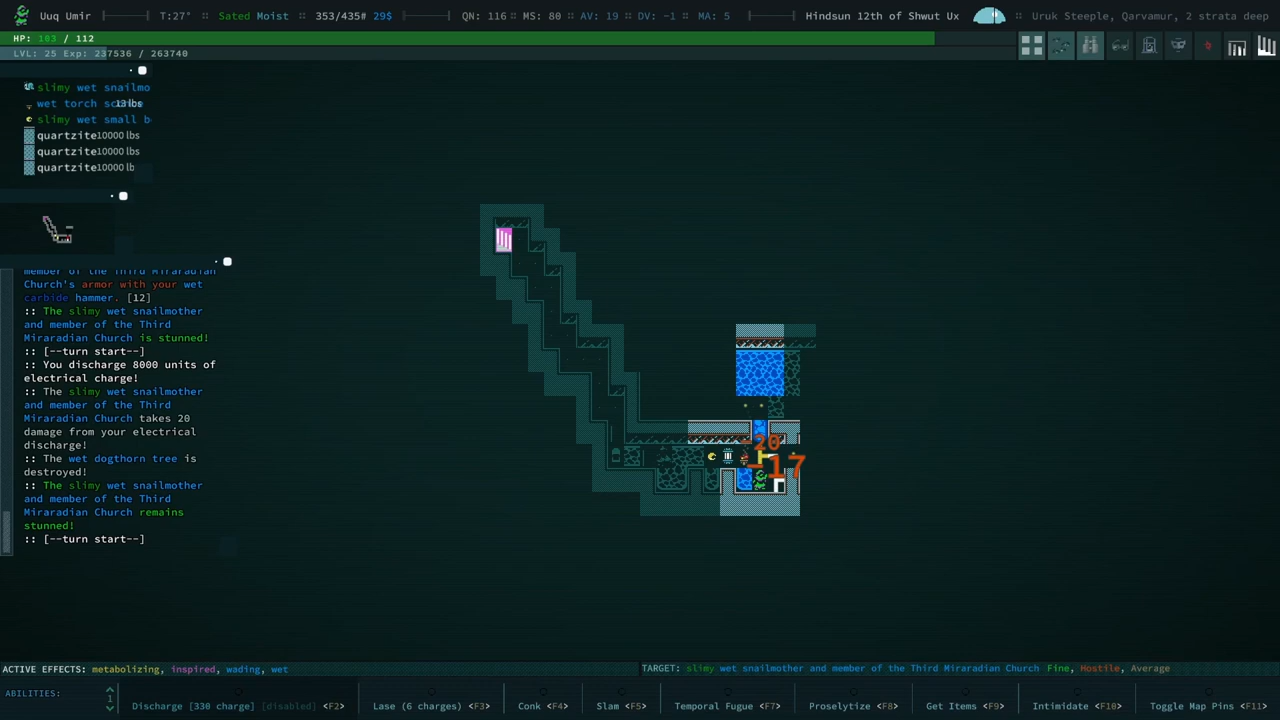 Uuq Umir T:27° :: Sated Moist :: 353/435# 29$ QN: 116 :: MS: 80 :: AV: 19 :: DV: -1 :: MA: 5 Hindsun 12th of Shwut Ux :: Uruk Steeple, Qarvamur, 2 strata deep
HP: 103 / 112
LVL: 25 Exp: 237536 / 263740
slimy wet snailmo
wet torch
slimy wet small b
quartzite 10000 lbs
quartzite 10000 lbs
quartzite 10000 lb
member of the Third Miraradian
Church's armor with your wet
carbide hammer. [12]
:: The slimy wet snailmother
and member of the Third
Miraradian Church is stunned!
:: [--turn start--]
:: You discharge 8000 units of
electrical charge!
:: The slimy wet snailmother
and member of the Third
Miraradian Church takes 20
damage from your electrical
discharge!
:: The wet dogthorn tree is
destroyed!
:: The slimy wet snailmother
and member of the Third
Miraradian Church remains
stunned!
:: [--turn start--]
-20
-17
ACTIVE EFFECTS: metabolizing, inspired, wading, wet
TARGET: slimy wet snailmother and member of the Third Miraradian Church Fine, Hostile, Average
ABILITIES: 1 Discharge [330 charge] [disabled] <F2> Lase (6 charges) <F3> Conk <F4> Slam <F5> Temporal Fugue <F7> Proselytize <F8> Get Items <F9> Intimidate <F10> Toggle Map Pins <F11>